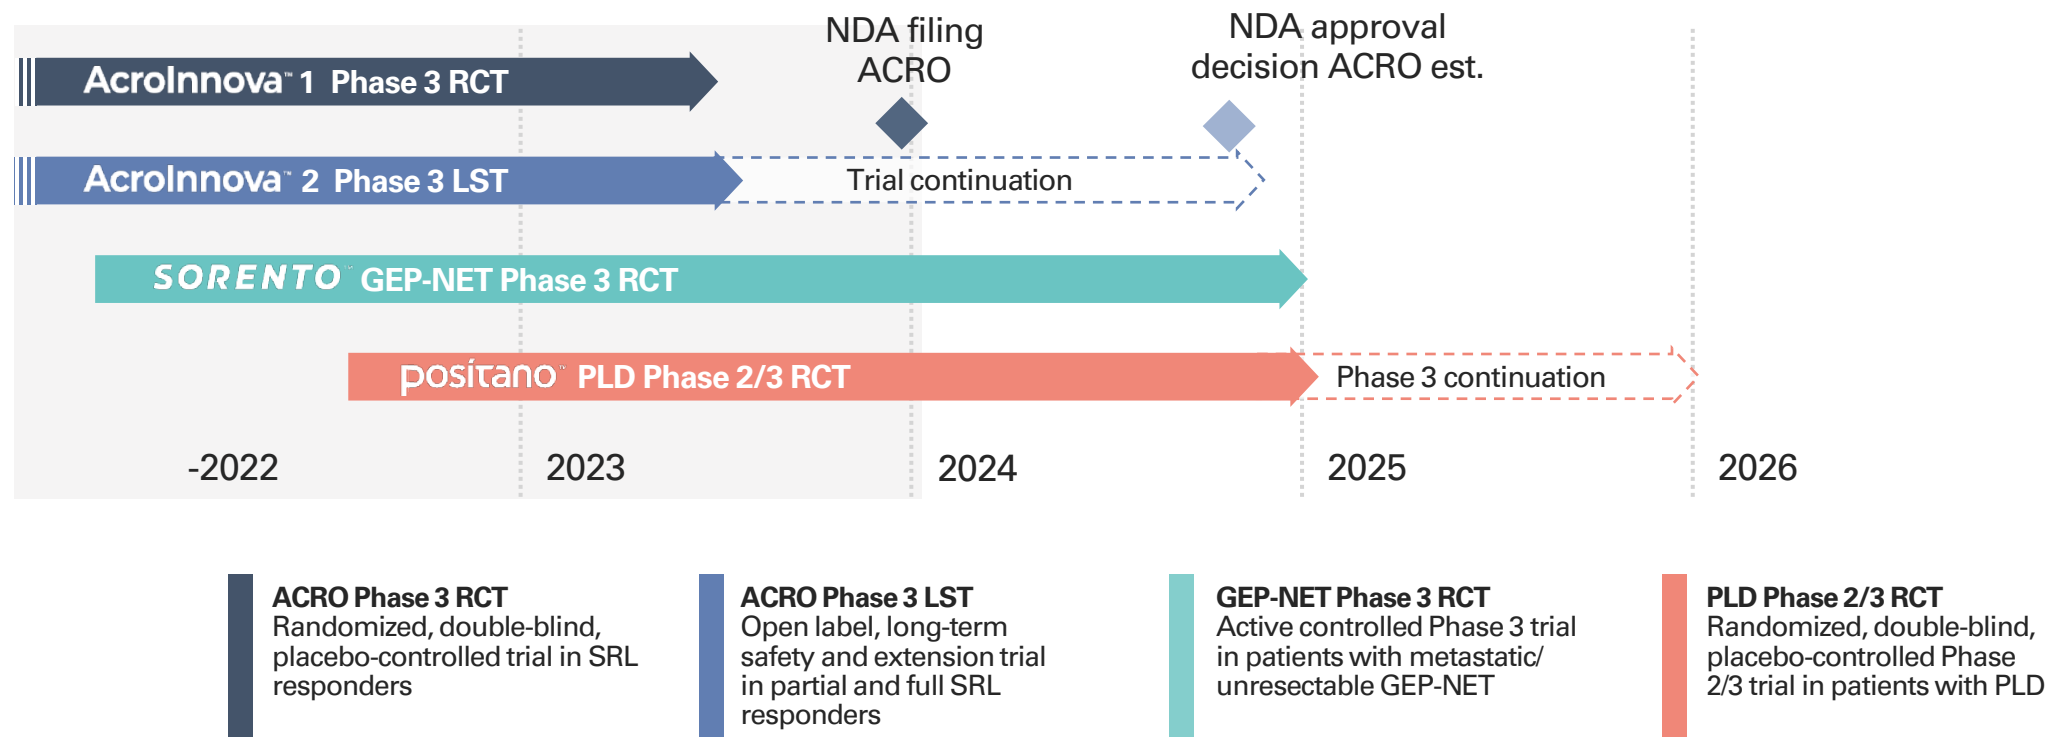 NDA filing
ACRO
NDA approval
decision ACRO est.
AcroInnova™ 1 Phase 3 RCT
AcroInnova™ 2 Phase 3 LST
Trial continuation
SORENTO™ GEP-NET Phase 3 RCT
positano™ PLD Phase 2/3 RCT
Phase 3 continuation
-2022
2023
2024
2025
2026
ACRO Phase 3 RCT
Randomized, double-blind,
placebo-controlled trial in SRL
responders
ACRO Phase 3 LST
Open label, long-term
safety and extension trial
in partial and full SRL
responders
GEP-NET Phase 3 RCT
Active controlled Phase 3 trial
in patients with metastatic/
unresectable GEP-NET
PLD Phase 2/3 RCT
Randomized, double-blind,
placebo-controlled Phase
2/3 trial in patients with PLD